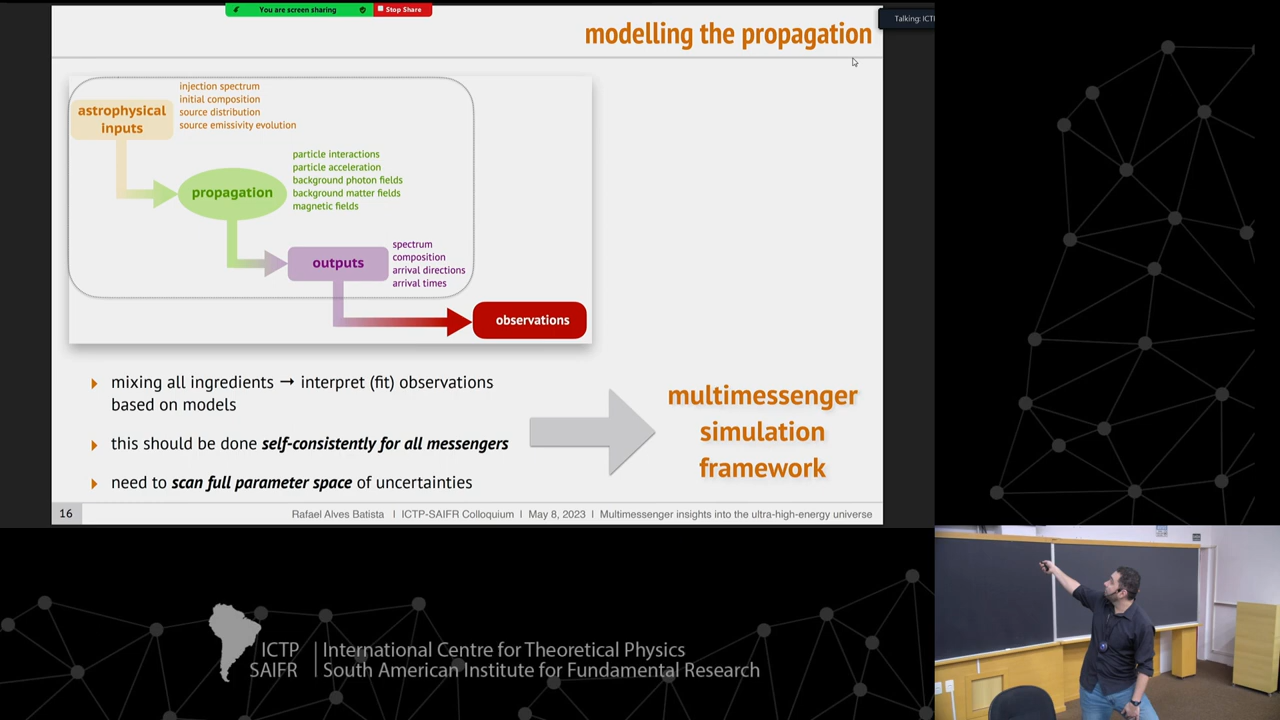 You are screen sharing
Stop Share
Talking: ICT
modelling the propagation
astrophysical
inputs
injection spectrum
initial composition
source distribution
source emissivity evolution
propagation
particle interactions
particle acceleration
background photon fields
background matter fields
magnetic fields
outputs
spectrum
composition
arrival directions
arrival times
observations
mixing all ingredients → interpret (fit) observations
based on models
this should be done self-consistently for all messengers
need to scan full parameter space of uncertainties
multimessenger
simulation
framework
16
Rafael Alves Batista I ICTP-SAIFR Colloquium I May 8, 2023 I Multimessenger insights into the ultra-high-energy universe
ICTP
SAIFR
International Centre for Theoretical Physics
South American Institute for Fundamental Research